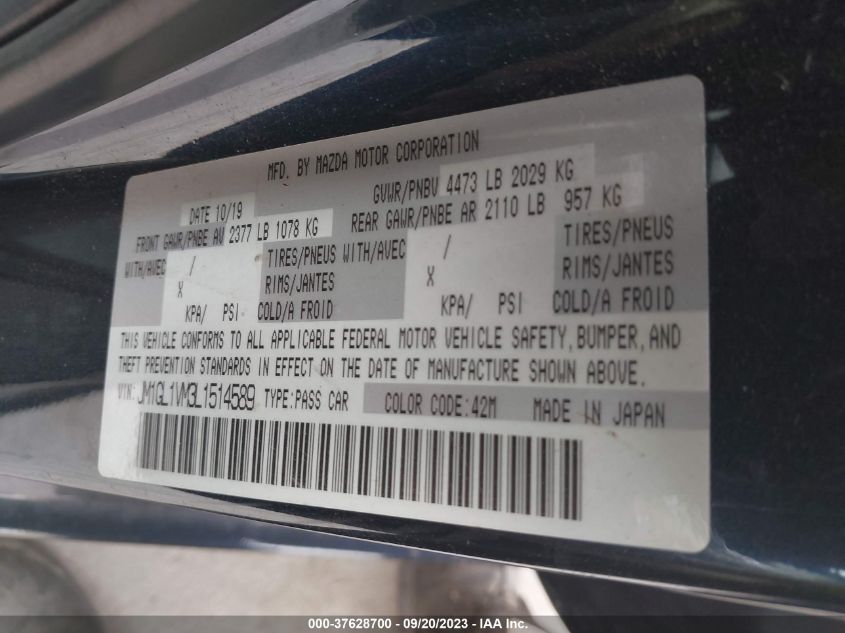 MFD. BY MAZDA MOTOR CORPORATION
DATE 10/19 GVWR/PNBV 4473 LB 2029 KG
FRONT GAWR/PNBE AV 2377 LB 1078 KG REAR GAWR/PNBE AR 2110 LB 957 KG
WITH/AVEC / TIRES/PNEUS WITH/AVEC / TIRES/PNEUS
X RIMS/JANTES X RIMS/JANTES
KPA/ PSI COLD/A FROID KPA/ PSI COLD/A FROID
THIS VEHICLE CONFORMS TO ALL APPLICABLE FEDERAL MOTOR VEHICLE SAFETY, BUMPER, AND
THEFT PREVENTION STANDARDS IN EFFECT ON THE DATE OF MANUFACTURE SHOWN ABOVE.
VIN: JM1GL1VM3L1514589 TYPE:PASS CAR COLOR CODE:42M MADE IN JAPAN
000-37628700 - 09/20/2023 - IAA Inc.